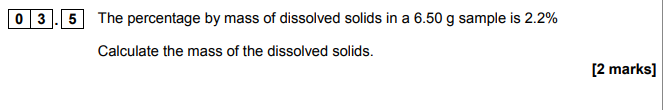 0 3 . 5 The percentage by mass of dissolved solids in a 6.50 g sample is 2.2%
Calculate the mass of the dissolved solids.
[2 marks]